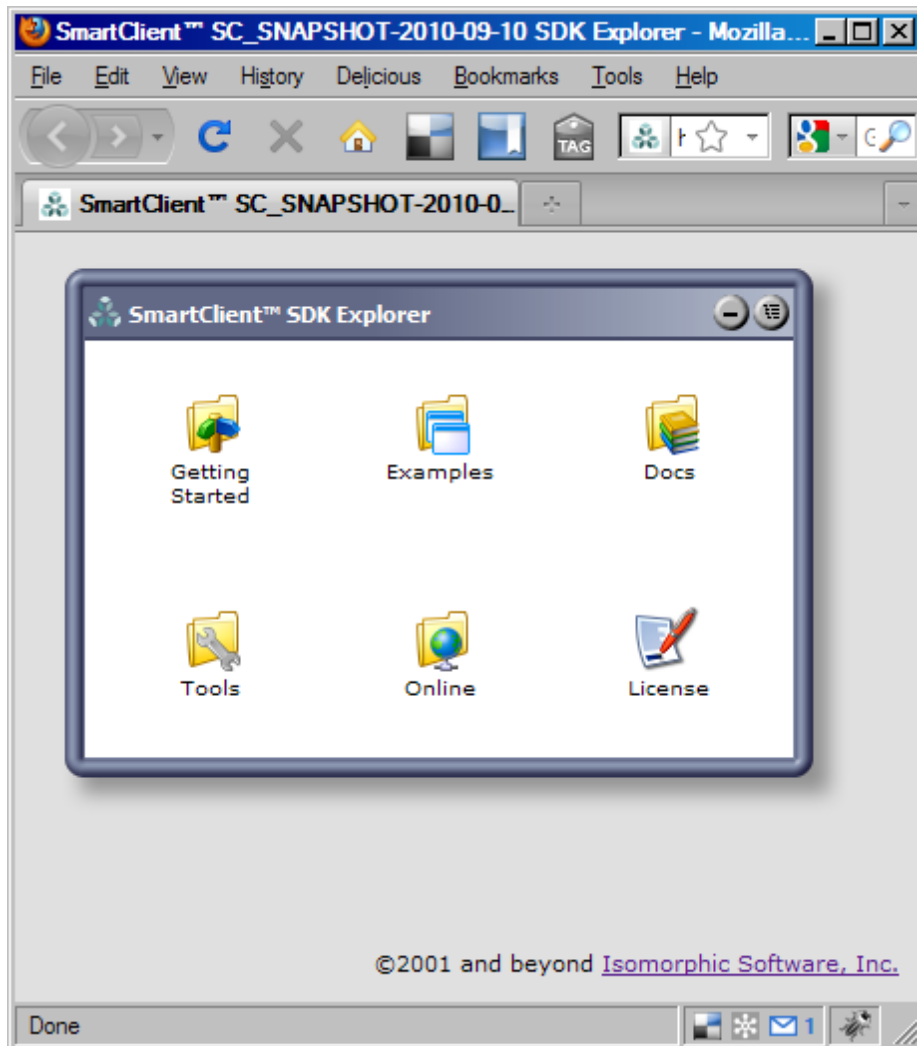 SmartClient™ SC_SNAPSHOT-2010-09-10 SDK Explorer - Mozilla...
File Edit View History Delicious Bookmarks Tools Help
TAG
SmartClient™ SC_SNAPSHOT-2010-0...
SmartClient™ SDK Explorer
Getting Started
Examples
Docs
Tools
Online
License
©2001 and beyond Isomorphic Software, Inc.
Done
1